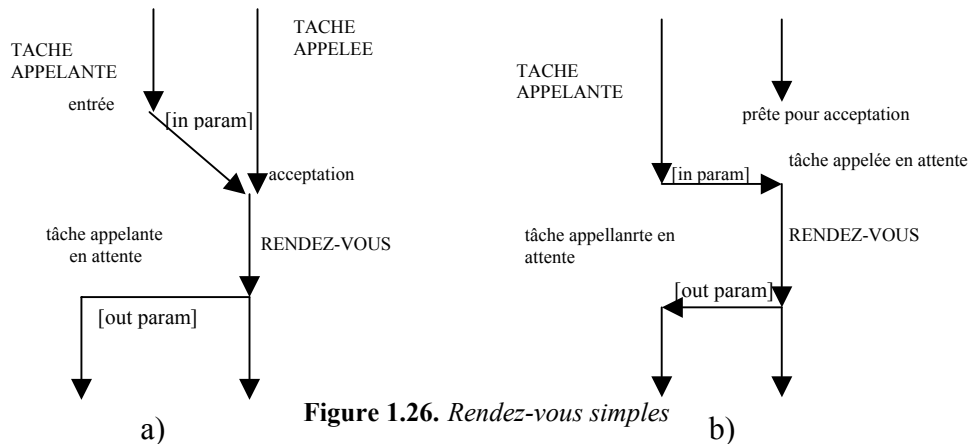 TACHE
APPELANTE
entrée
TACHE
APPELEE
[in param]
acceptation
tâche appelante
en attente
RENDEZ-VOUS
[out param]
a)
TACHE
APPELANTE
prête pour acceptation
tâche appelée en attente
[in param]
tâche appellanrte en
attente
RENDEZ-VOUS
[out param]
b)
Figure 1.26. Rendez-vous simples